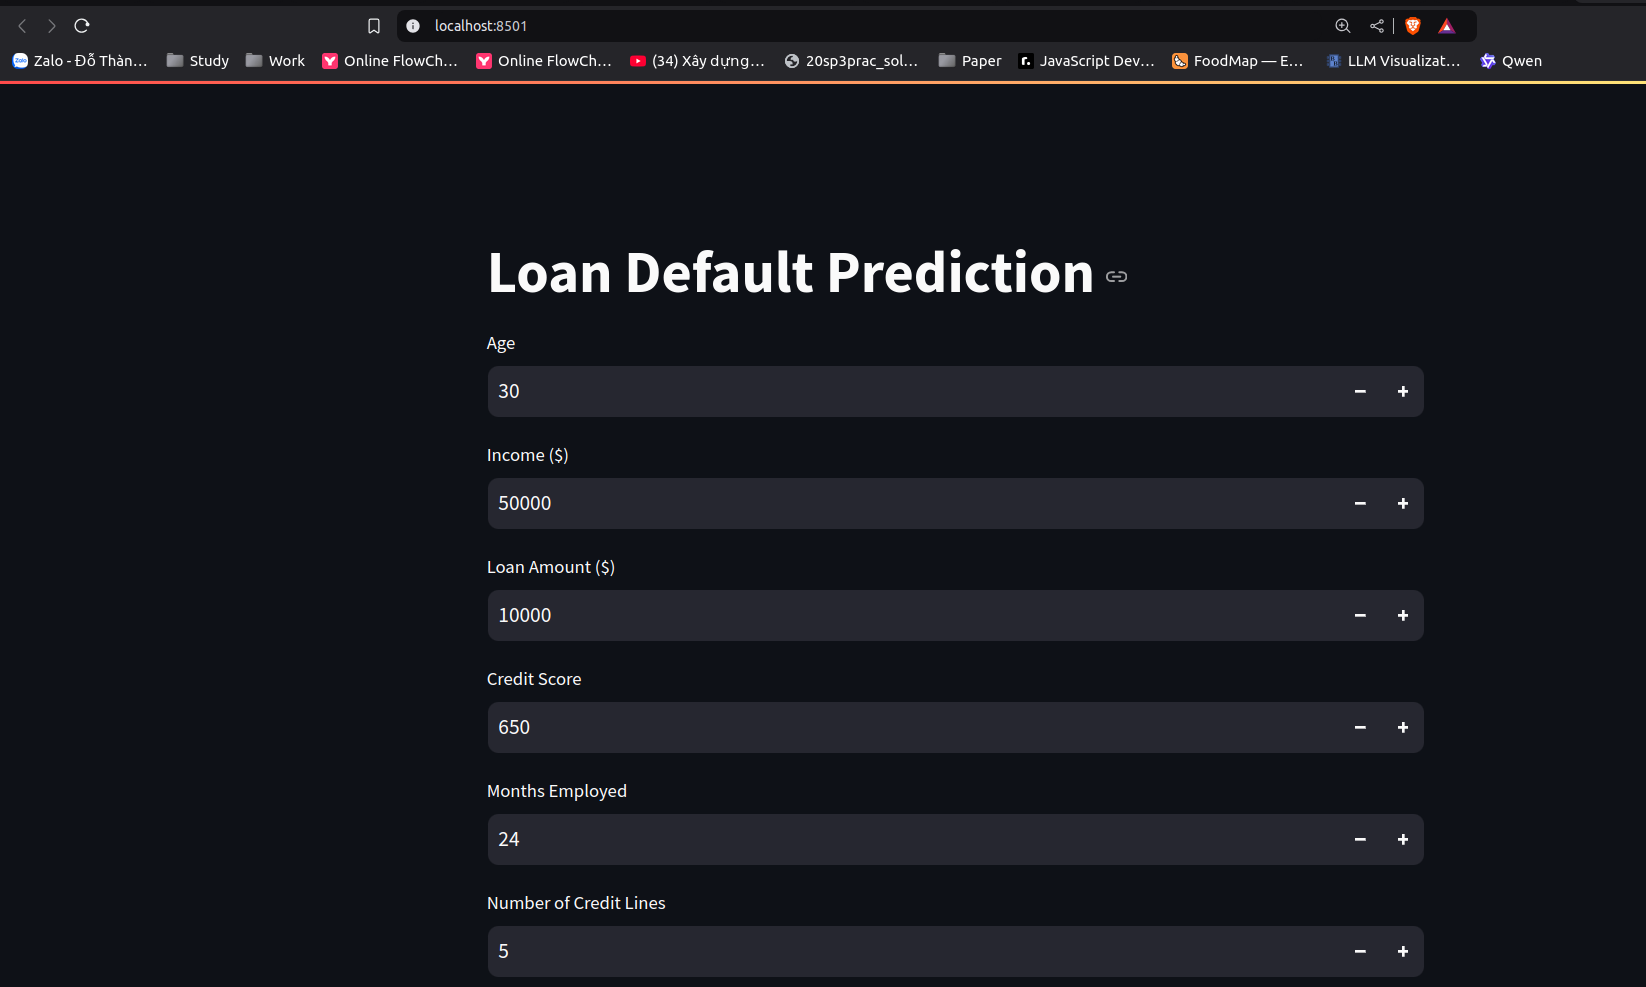 localhost:8501
Zalo - Đỗ Thàn... Study Work Online FlowCh... Online FlowCh... (34) Xây dựng... 20sp3prac_sol... Paper JavaScript Dev... FoodMap — E... LLM Visualizat... Qwen
Loan Default Prediction
Age
30
Income ($)
50000
Loan Amount ($)
10000
Credit Score
650
Months Employed
24
Number of Credit Lines
5